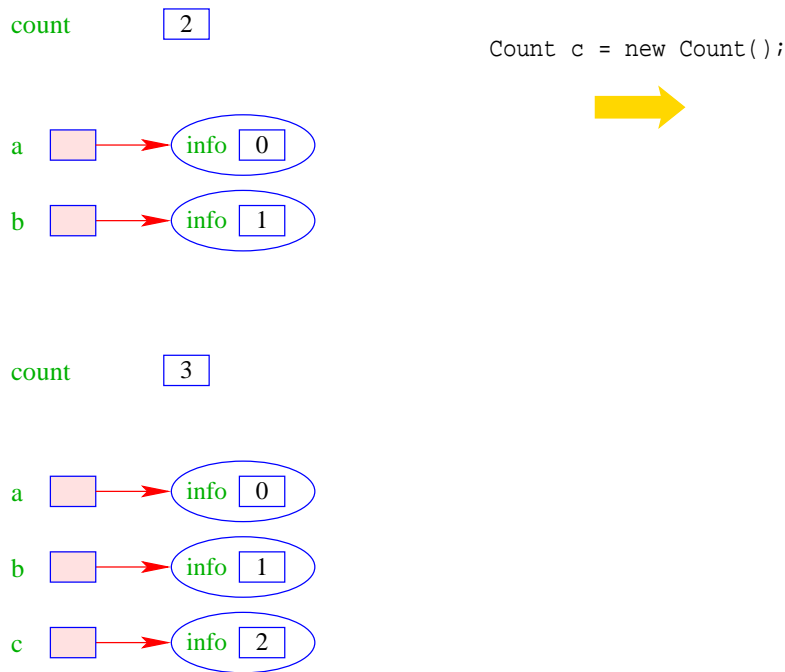 count 2
Count c = new Count();
a info 0
b info 1
count 3
a info 0
b info 1
c info 2